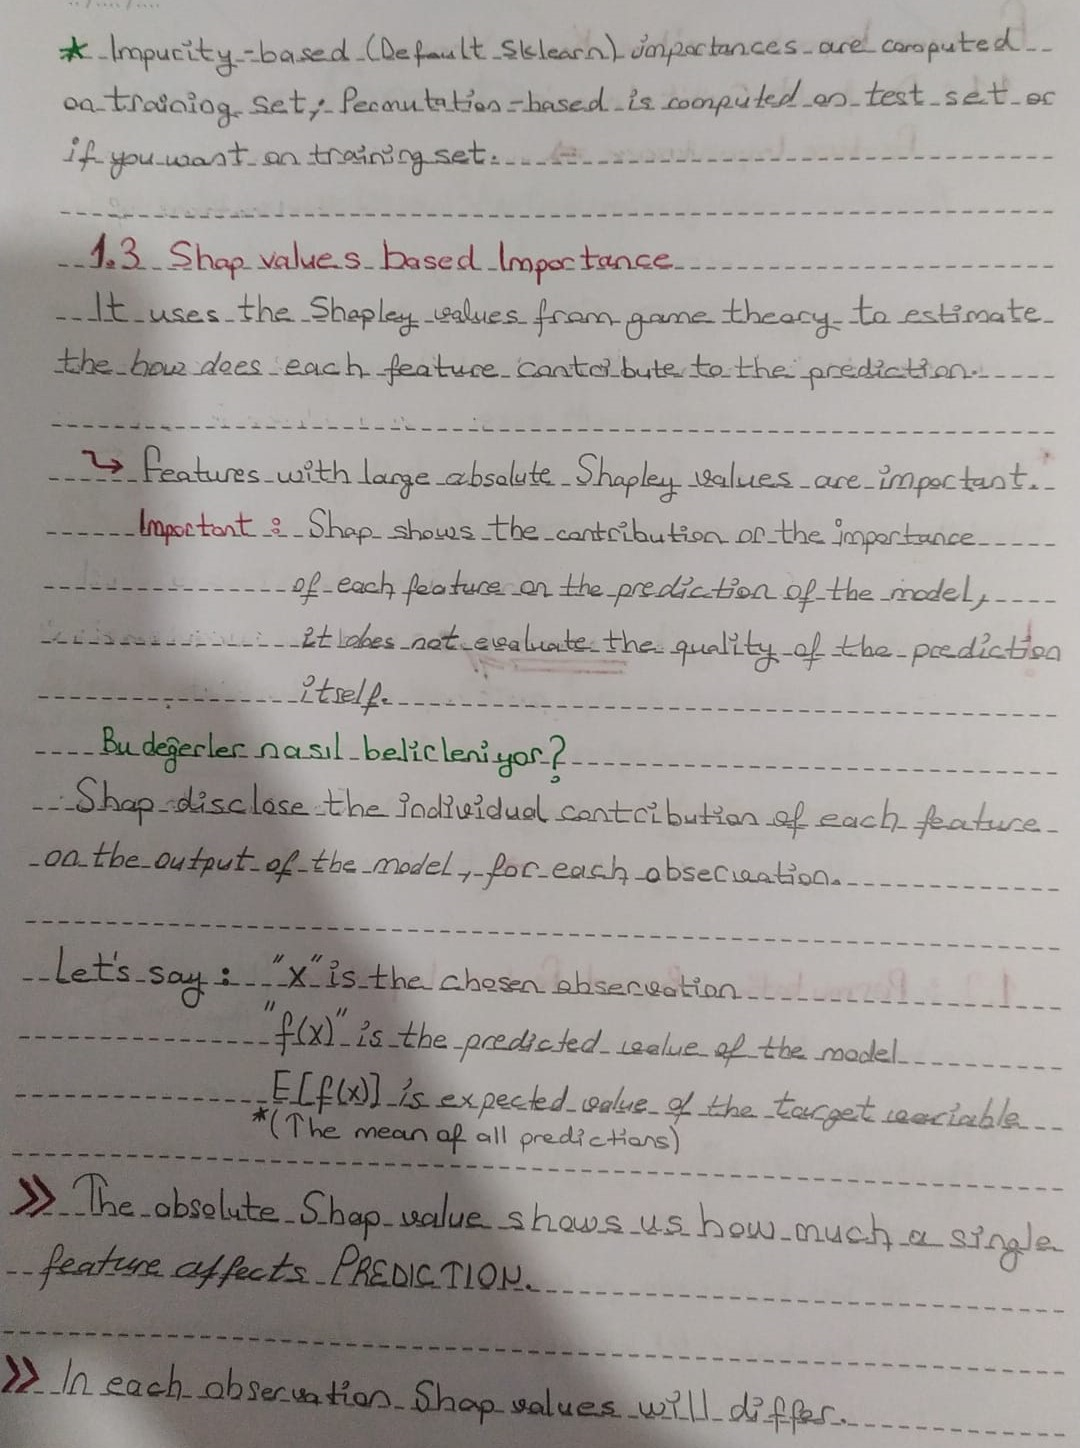 * Impurity-based (Default Sklearn) importances are computed
on training set, Permutation-based is computed on test set or
if you want on training set.
1.3 Shap values based Importance
It uses the Shapley values from game theory to estimate
the how does each feature contribute to the prediction.
↪ Features with large absolute Shapley values are important.
Important : Shap shows the contribution or the importance
of each feature on the prediction of the model,
it does not evaluate the quality of the prediction
itself.
Bu değerler nasıl belirleniyor?
Shap disclose the individual contribution of each feature
on the output of the model, for each observation.
Let's say : "x" is the chosen observation
"f(x)" is the predicted value of the model
E[f(x)] is expected value of the target variable
*(The mean of all predictions)
>> The absolute Shap value shows us how much a single
feature affects PREDICTION.
>> In each observation Shap values will differ.